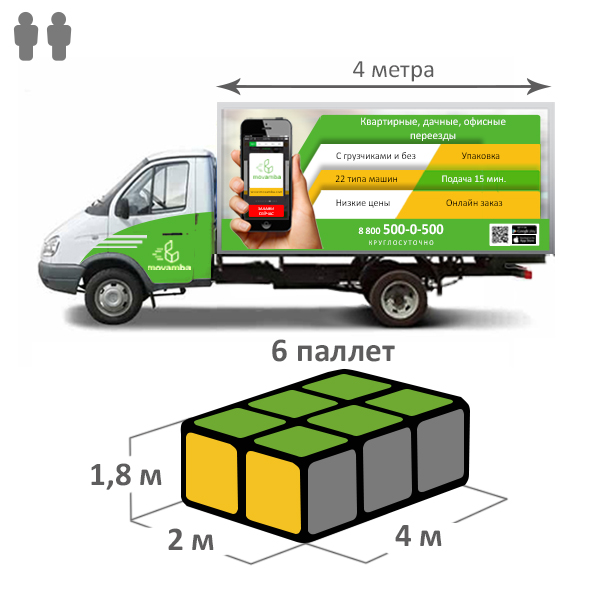 4 метра
Квартирные, дачные, офисные
переезды
С грузчиками и без
Упаковка
22 типа машин
Подача 15 мин.
Низкие цены
Онлайн заказ
8 800 500-0-500
КРУГЛОСУТОЧНО
movamba
ЗАКАЖИ
СЕЙЧАС
movamba
6 паллет
1,8 м
2 м
4 м